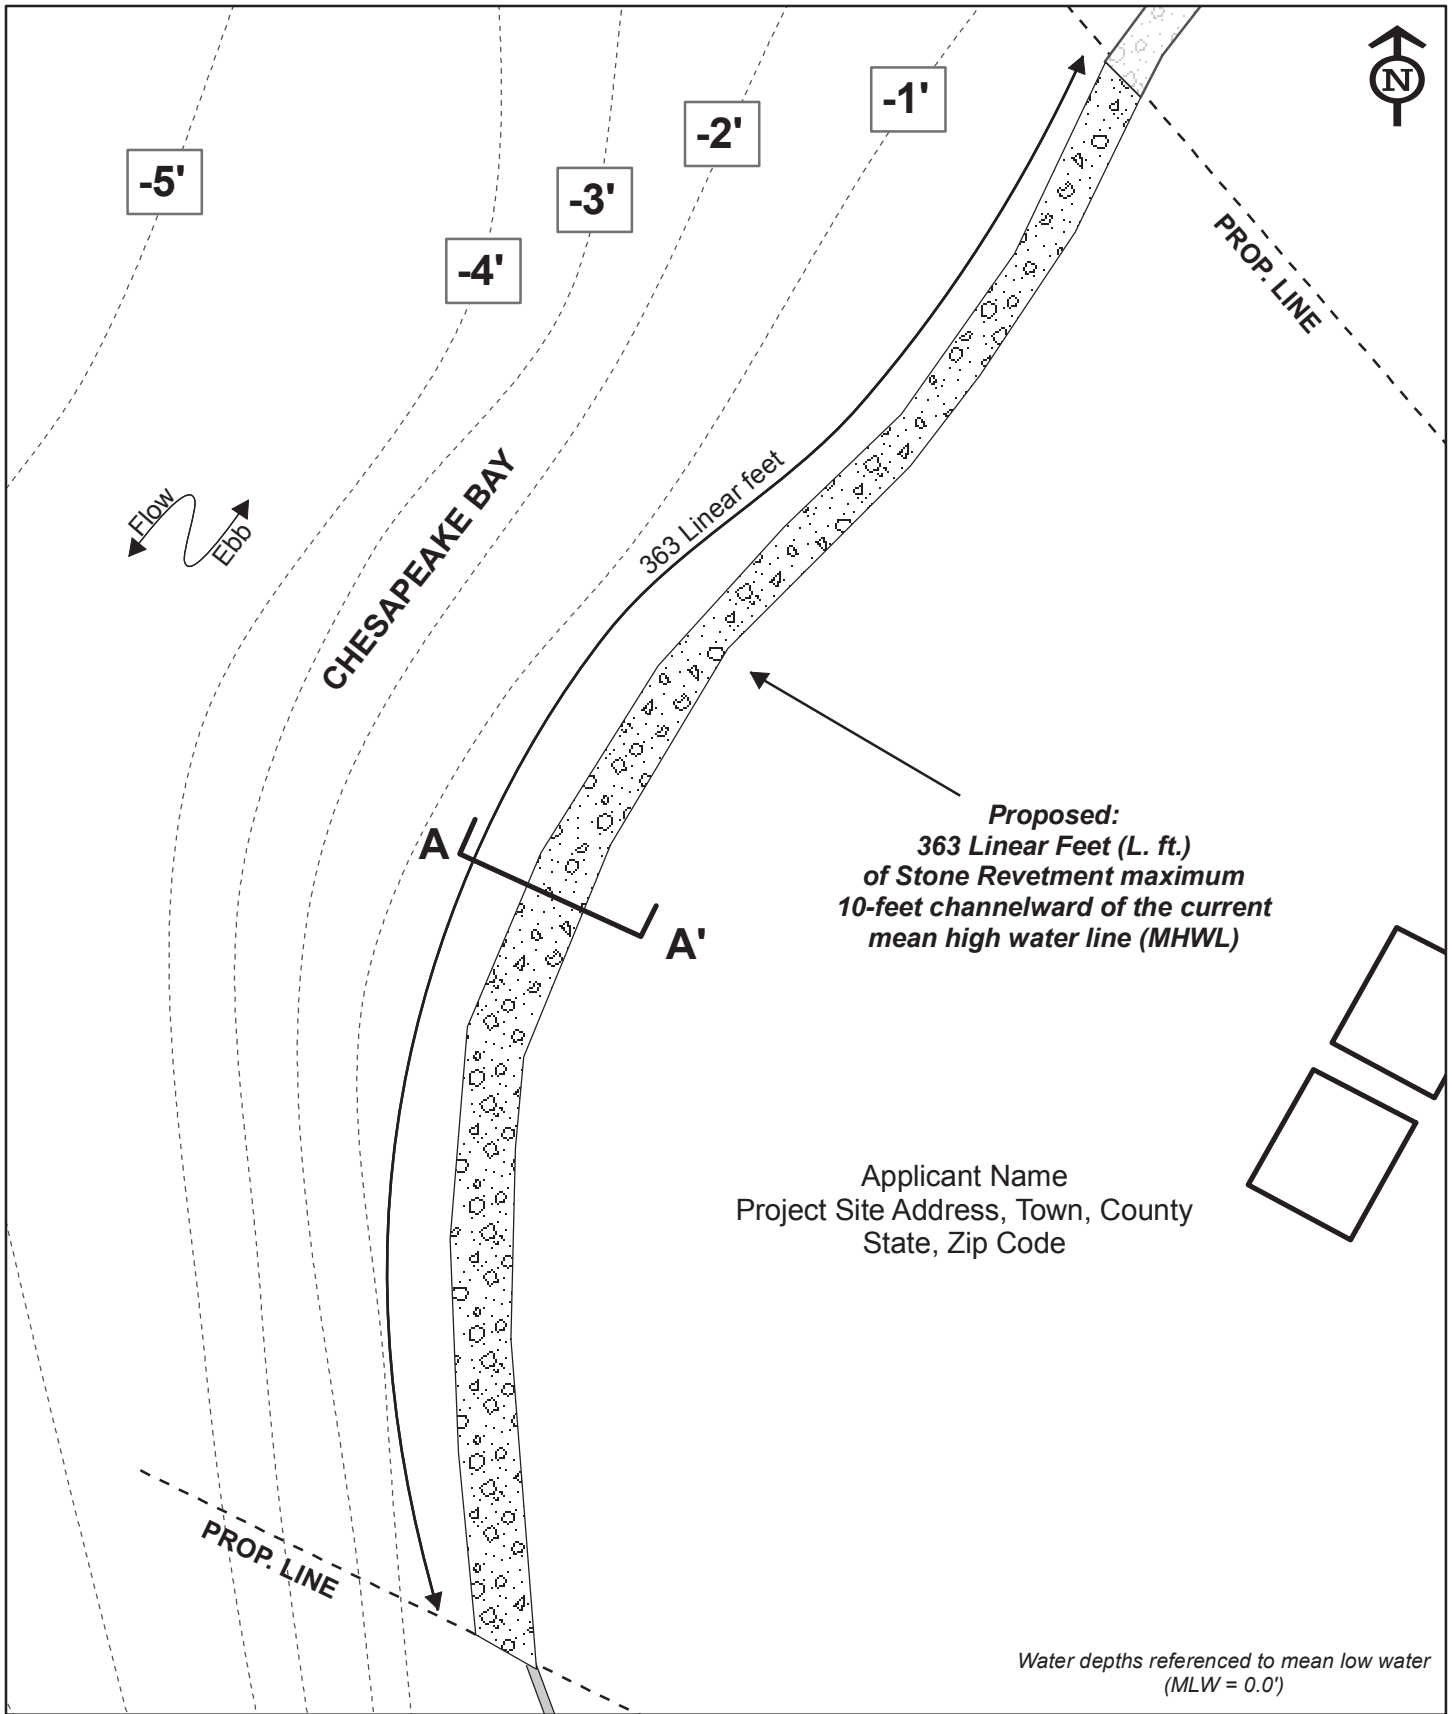 N
-1'
-2'
-5'
-3'
-4'
PROP. LINE
363 Linear feet
CHESAPEAKE BAY
Flow
Ebb
A
A'
Proposed:
363 Linear Feet (L. ft.)
of Stone Revetment maximum
10-feet channelward of the current
mean high water line (MHWL)
Applicant Name
Project Site Address, Town, County
State, Zip Code
PROP. LINE
Water depths referenced to mean low water
(MLW = 0.0')